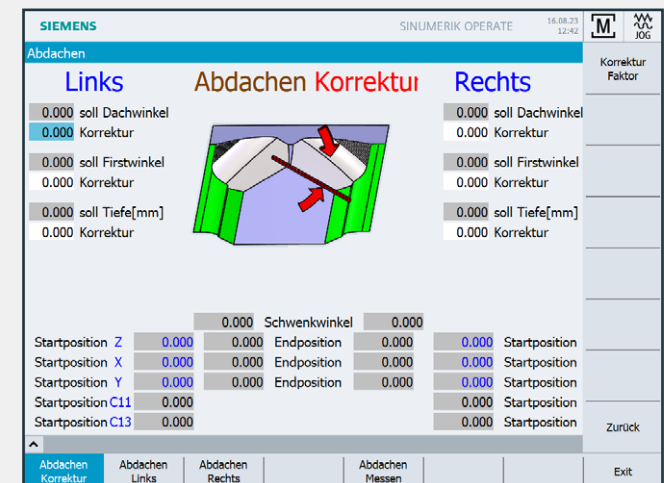 SIEMENS SINUMERIK OPERATE 16.08.23 12:42 M JOG
Abdachen
Links Abdachen Korrektur Rechts
0.000 soll Dachwinkel 0.000 soll Dachwinkel
0.000 Korrektur 0.000 Korrektur
0.000 soll Firstwinkel 0.000 soll Firstwinkel
0.000 Korrektur 0.000 Korrektur
0.000 soll Tiefe[mm] 0.000 soll Tiefe[mm]
0.000 Korrektur 0.000 Korrektur
0.000 Schwenkwinkel 0.000
Startposition Z 0.000 0.000 Endposition 0.000 0.000 Startposition
Startposition X 0.000 0.000 Endposition 0.000 0.000 Startposition
Startposition Y 0.000 0.000 Endposition 0.000 0.000 Startposition
Startposition C11 0.000 0.000 Startposition
Startposition C13 0.000 0.000 Startposition
Korrektur
Faktor
Zurück
Abdachen Korrektur
Abdachen Links
Abdachen Rechts
Abdachen Messen
Exit